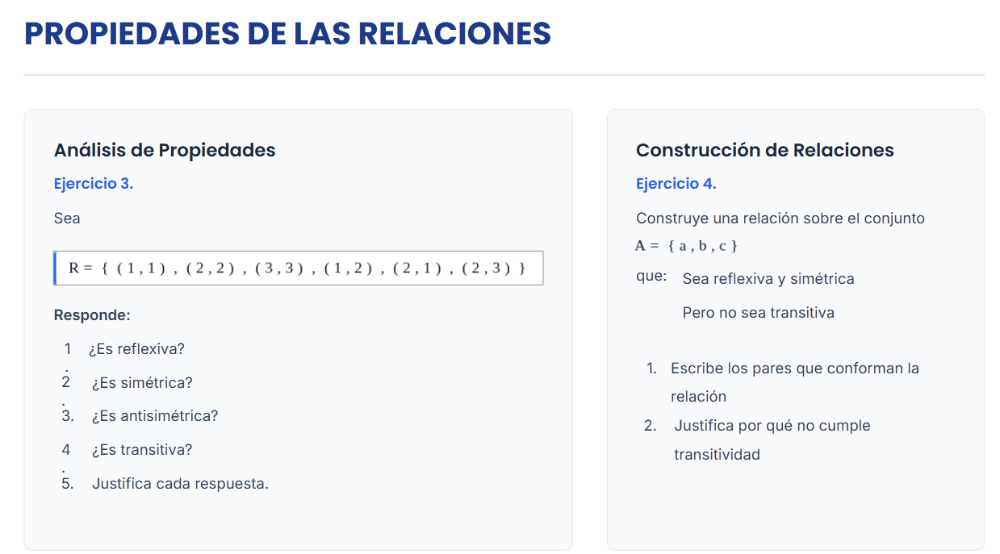 PROPIEDADES DE LAS RELACIONES
Análisis de Propiedades
Ejercicio 3.
Sea
R = { (1,1) , (2,2) , (3,3) , (1,2) , (2,1) , (2,3) }
Responde:
1. ¿Es reflexiva?
2. ¿Es simétrica?
3. ¿Es antisimétrica?
4. ¿Es transitiva?
5. Justifica cada respuesta.
Construcción de Relaciones
Ejercicio 4.
Construye una relación sobre el conjunto
A = {a,b,c}
que: Sea reflexiva y simétrica
Pero no sea transitiva
1. Escribe los pares que conforman la
relación
2. Justifica por qué no cumple
transitividad